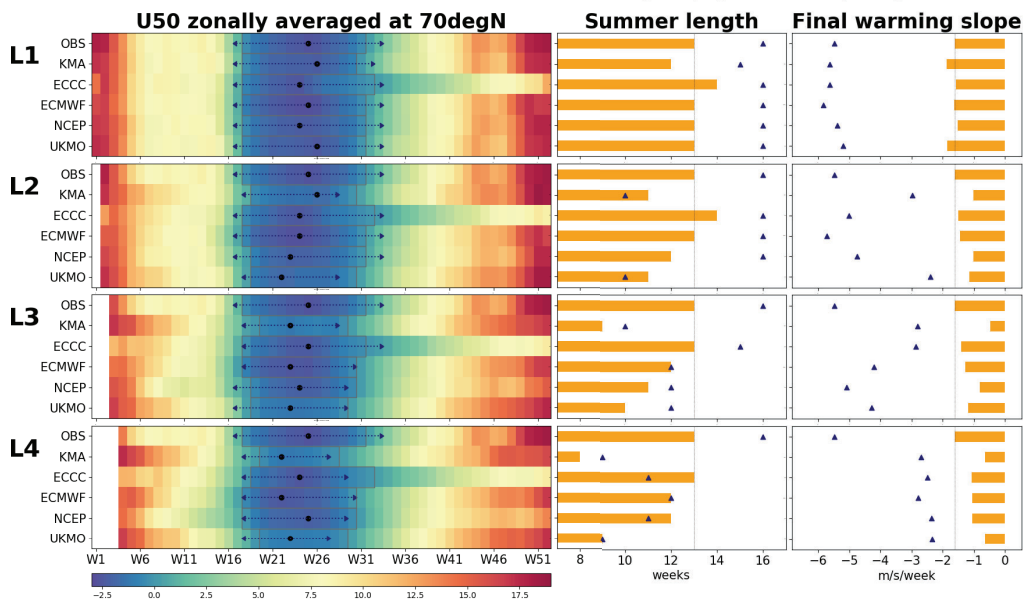 U50 zonally averaged at 70degN Summer length Final warming slope
L1
OBS
KMA
ECCC
ECMWF
NCEP
UKMO
L2
OBS
KMA
ECCC
ECMWF
NCEP
UKMO
L3
OBS
KMA
ECCC
ECMWF
NCEP
UKMO
L4
OBS
KMA
ECCC
ECMWF
NCEP
UKMO
W1 W6 W11 W16 W21 W26 W31 W36 W41 W46 W51 8 10 12 14 16 −6 −5 −4 −3 −2 −1 0
weeks m/s/week
−2.5 0.0 2.5 5.0 7.5 10.0 12.5 15.0 17.5